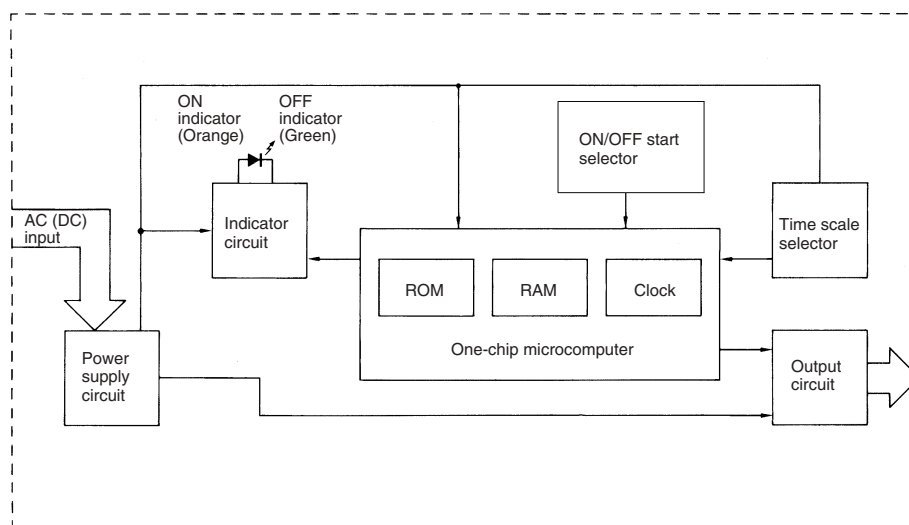 ON
indicator
(Orange)
OFF
indicator
(Green)
ON/OFF start
selector
AC (DC)
input
Indicator
circuit
Time scale
selector
ROM
RAM
Clock
One-chip microcomputer
Power
supply
circuit
Output
circuit